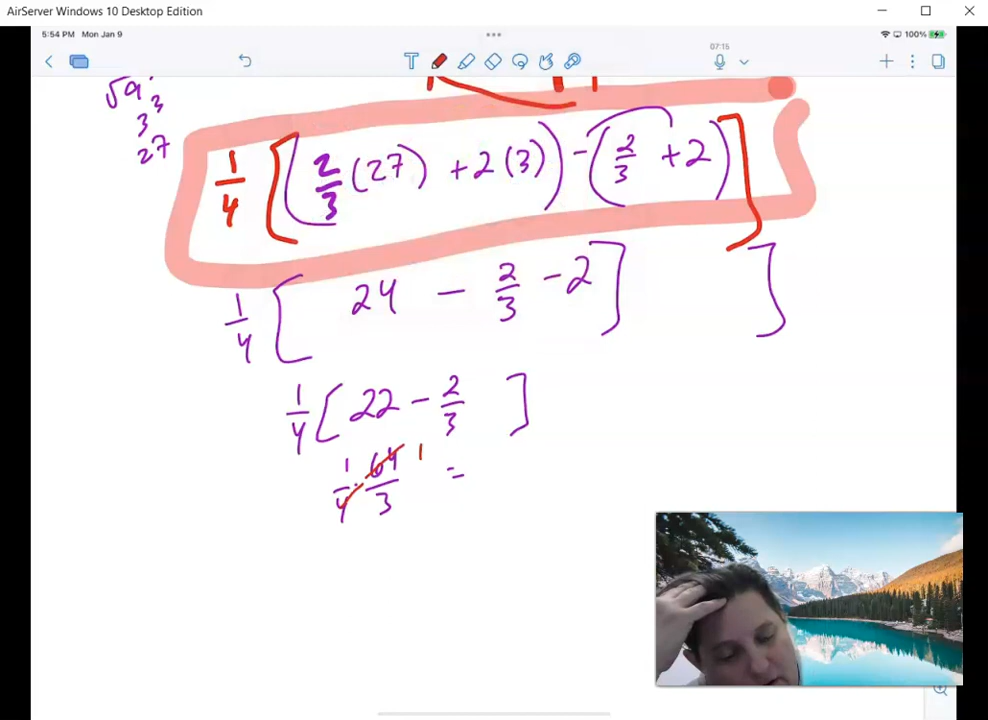 AirServer Windows 10 Desktop Edition
5:54 PM Mon Jan 9
100%
07:15
T
√9 3
3
27
1/4 [(2/3 (27) + 2 (3)) - (2/3 + 2)]
1/4 [ 24 - 2/3 - 2] ]
1/4 [ 22 - 2/3 ]
1/4 · 64/3 1 =